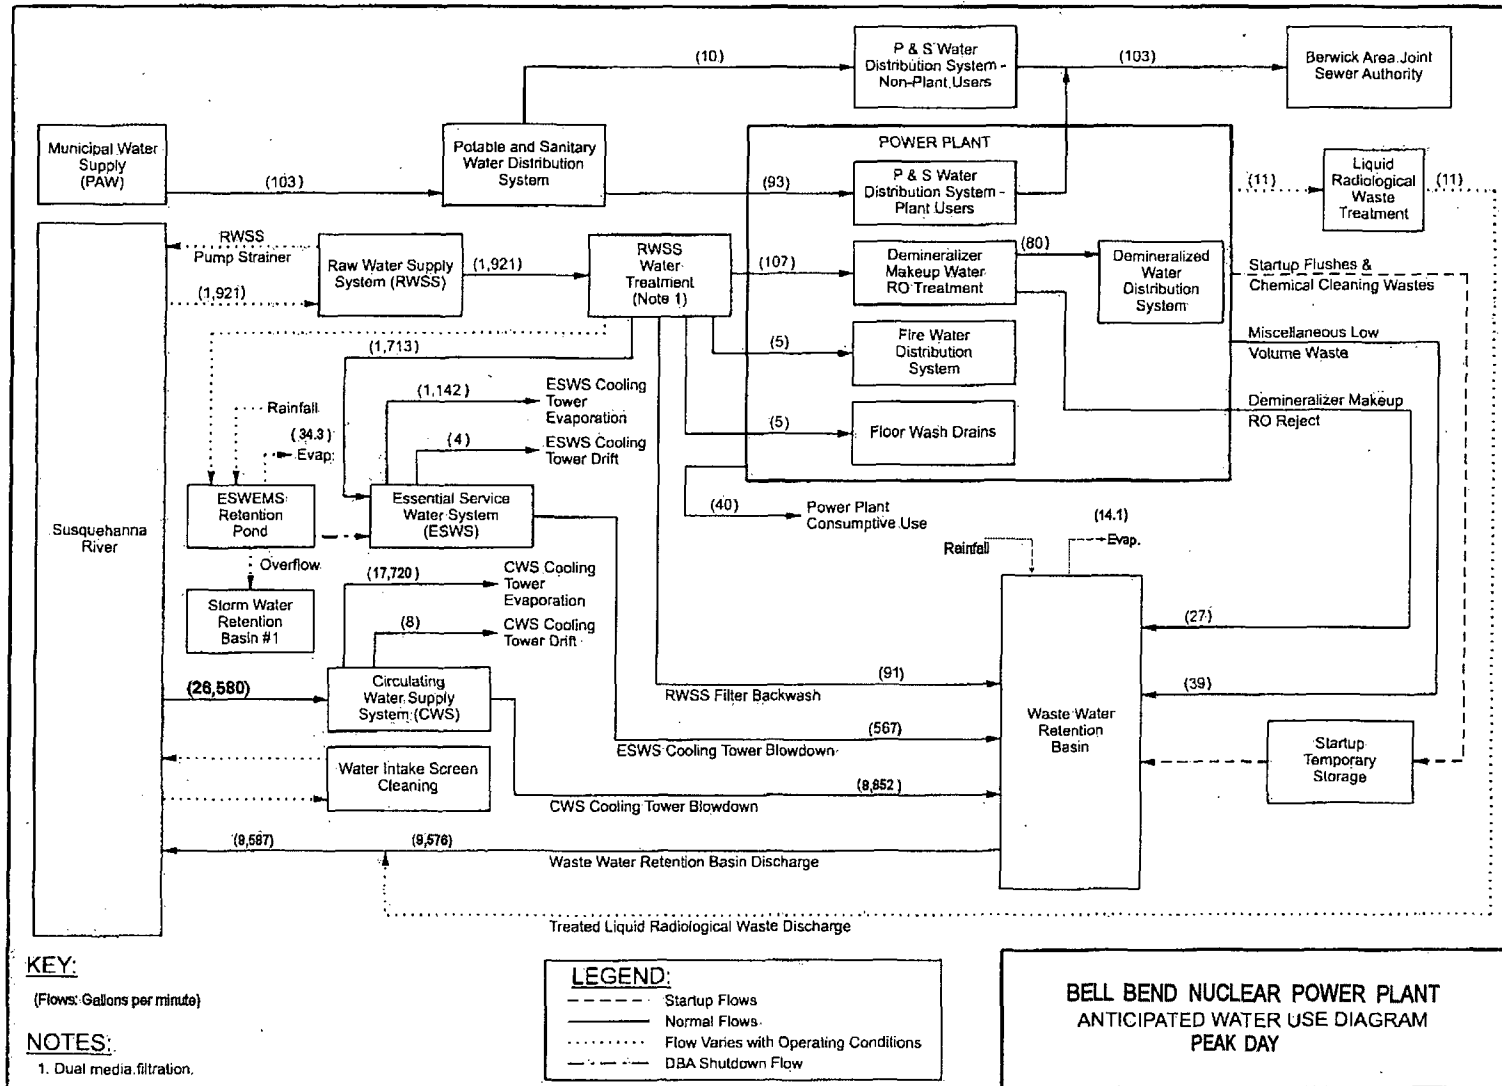 (10)
P & S Water
Distribution System -
Non-Plant Users
(103)
Berwick Area Joint
Sewer Authority
Municipal Water
Supply
(PAW)
(103)
Potable and Sanitary
Water Distribution
System
POWER PLANT
(93)
P & S Water
Distribution System -
Plant Users
(11)
Liquid
Radiological
Waste
Treatment
(11)
RWSS
Pump Strainer
(1,921)
Raw Water Supply
System (RWSS)
(1,921)
RWSS
Water
Treatment
(Note 1)
(107)
Demineralizer
Makeup Water
RO Treatment
(80)
Demineralized
Water
Distribution
System
Startup Flushes &
Chemical Cleaning Wastes
(1,713)
(5)
Fire Water
Distribution
System
Miscellaneous Low
Volume Waste
(1,142)
ESWS Cooling
Tower
Evaporation
Rainfall
(34.3)
Evap.
(4)
ESWS Cooling
Tower Drift
(5)
Floor Wash Drains
Demineralizer Makeup
RO Reject
Susquehanna
River
ESWEMS
Retention
Pond
Essential Service
Water System
(ESWS)
(40)
Power Plant
Consumptive Use
(14.1)
Rainfall
Evap.
Overflow
Storm Water
Retention
Basin #1
(17,720)
CWS Cooling
Tower
Evaporation
(8)
CWS Cooling
Tower Drift
(27)
(26,580)
Circulating
Water Supply
System (CWS)
(91)
RWSS Filter Backwash
(39)
Waste Water
Retention
Basin
(567)
ESWS Cooling Tower Blowdown
Startup
Temporary
Storage
Water Intake Screen
Cleaning
(8,852)
CWS Cooling Tower Blowdown
(9,587)
(9,576)
Waste Water Retention Basin Discharge
Treated Liquid Radiological Waste Discharge
KEY:
(Flows: Gallons per minute)
NOTES:
1. Dual media filtration.
LEGEND:
Startup Flows
Normal Flows
Flow Varies with Operating Conditions
DBA Shutdown Flow
BELL BEND NUCLEAR POWER PLANT
ANTICIPATED WATER USE DIAGRAM
PEAK DAY